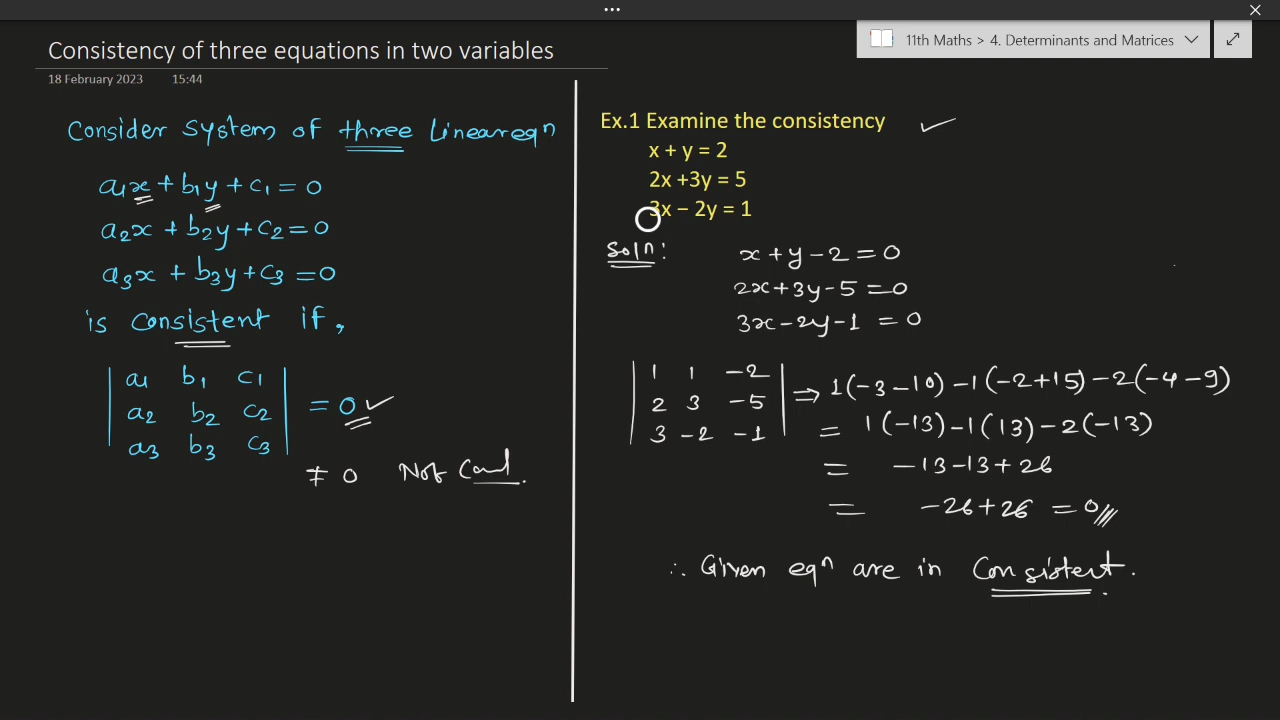 Consistency of three equations in two variables
18 February 2023 15:44
11th Maths > 4. Determinants and Matrices
Consider System of three Linear eqn
a1x + b1y + c1 = 0
a2x + b2y + c2 = 0
a3x + b3y + c3 = 0
is Consistent if,
a1 b1 c1
a2 b2 c2 = 0
a3 b3 c3
≠ 0 Not
Ex.1 Examine the consistency
x + y = 2
2x +3y = 5
3x − 2y = 1
Soln:
x + y - 2 = 0
2x + 3y - 5 = 0
3x - 2y - 1 = 0
1 1 -2
2 3 -5
3 -2 -1
⇒ 1(-3-10) -1(-2+15) -2(-4-9)
= 1(-13) -1(13) -2(-13)
= -13-13+26
= -26+26 = 0
∴ Given eqn are in Consistent.